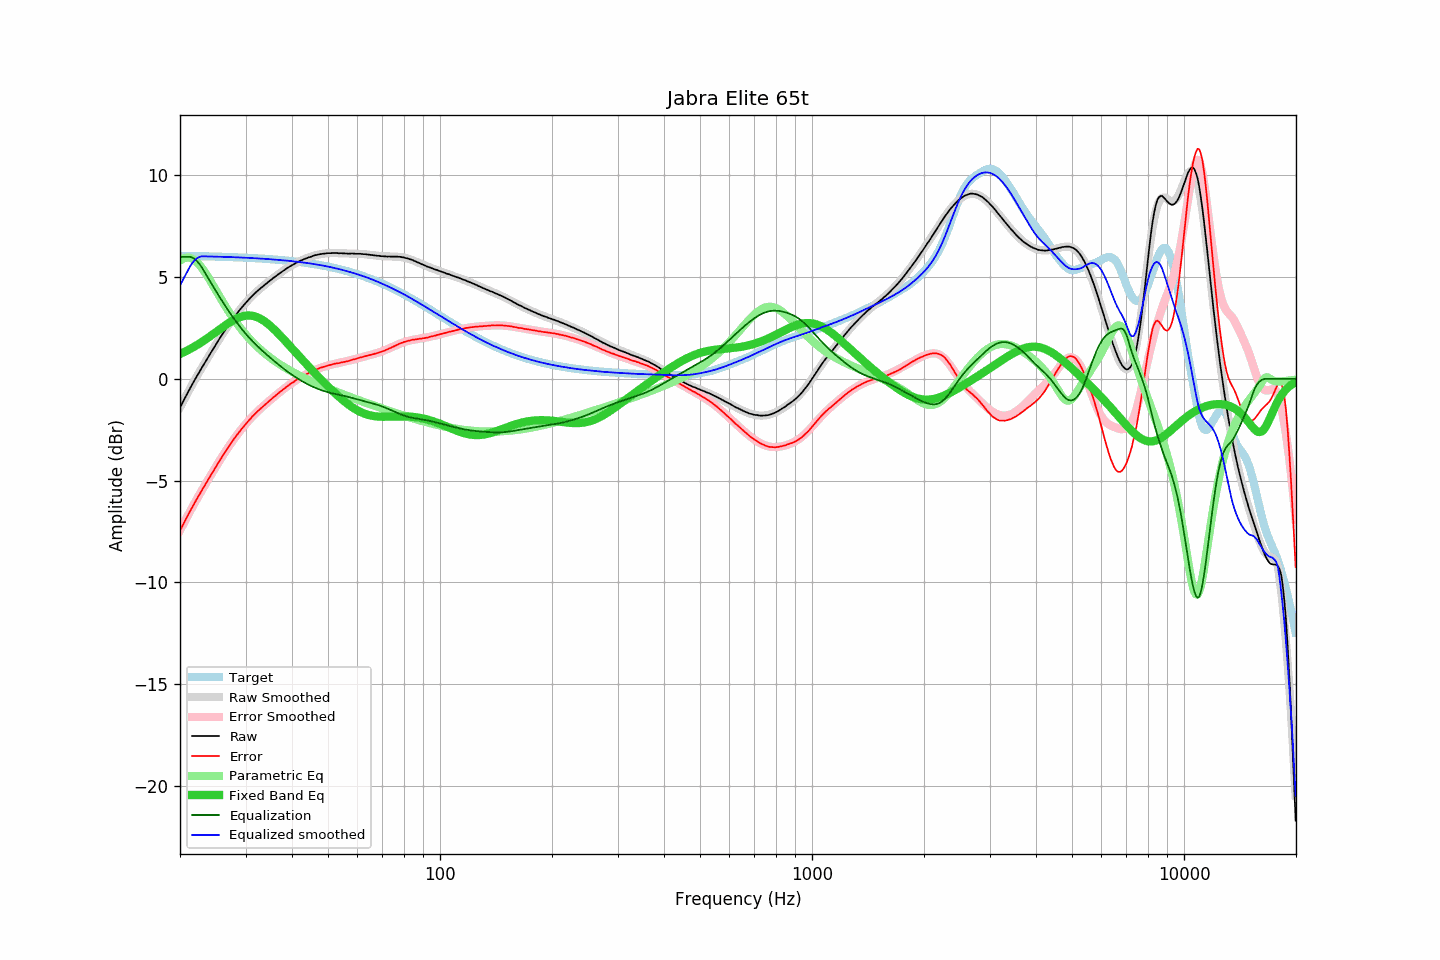 Jabra Elite 65t
10
5
0
−5
−10
−15
−20
Amplitude (dBr)
Target
Raw Smoothed
Error Smoothed
Raw
Error
Parametric Eq
Fixed Band Eq
Equalization
Equalized smoothed
100
1000
10000
Frequency (Hz)